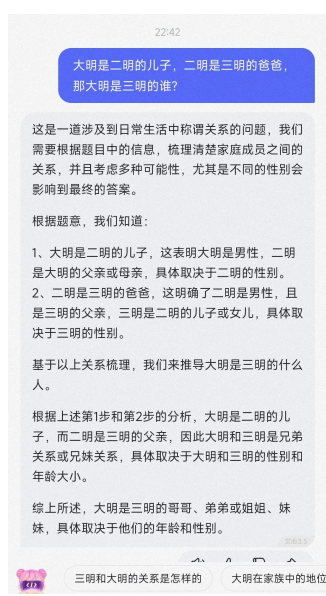 22:42
大明是二明的儿子，二明是三明的爸爸，
那大明是三明的谁？
这是一道涉及到日常生活中称谓关系的问题，我们
需要根据题目中的信息，梳理清楚家庭成员之间的
关系，并且考虑多种可能性，尤其是不同的性别会
影响到最终的答案。
根据题意，我们知道：
1、大明是二明的儿子，这表明大明是男性，二明
是大明的父亲或母亲，具体取决于二明的性别。
2、二明是三明的爸爸，这明确了二明是男性，且
是三明的父亲，三明是二明的儿子或女儿，具体取
决于三明的性别。
基于以上关系梳理，我们来推导大明是三明的什么
人。
根据上述第1步和第2步的分析，大明是二明的儿
子，而二明是三明的父亲，因此大明和三明是兄弟
关系或兄妹关系，具体取决于大明和三明的性别和
年龄大小。
综上所述，大明是三明的哥哥、弟弟或姐姐、妹
妹，具体取决于他们的年龄和性别。
三明和大明的关系是怎样的
大明在家族中的地位